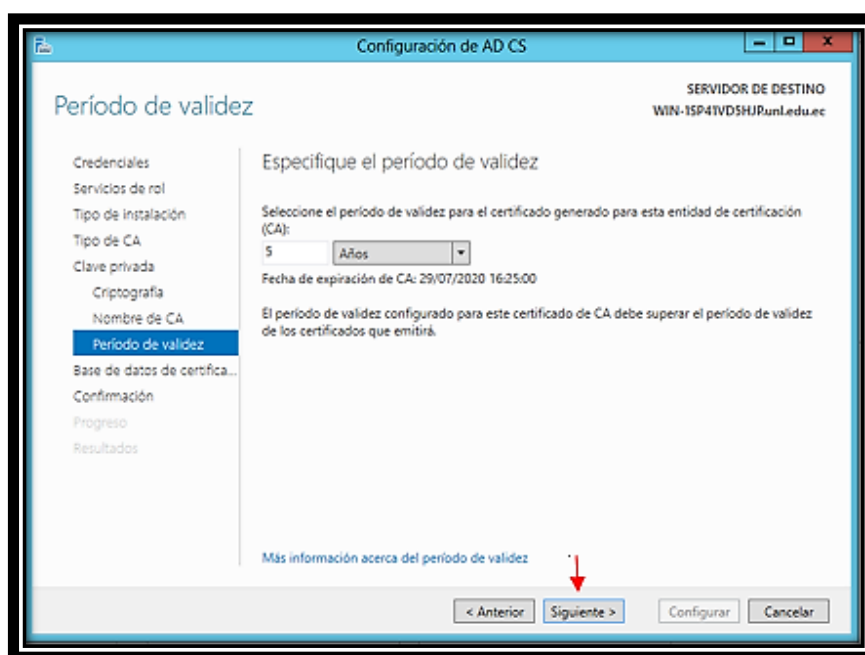 Configuración de AD CS
Período de validez
SERVIDOR DE DESTINO
WIN-1SP41VD5HJP.unl.edu.ec
Credenciales
Servicios de rol
Tipo de instalación
Tipo de CA
Clave privada
Criptografía
Nombre de CA
Período de validez
Base de datos de certifica...
Confirmación
Progreso
Resultados
Especifique el período de validez
Seleccione el período de validez para el certificado generado para esta entidad de certificación
(CA):
5 Años
Fecha de expiración de CA: 29/07/2020 16:25:00
El período de validez configurado para este certificado de CA debe superar el período de validez
de los certificados que emitirá.
Más información acerca del período de validez
< Anterior Siguiente > Configurar Cancelar